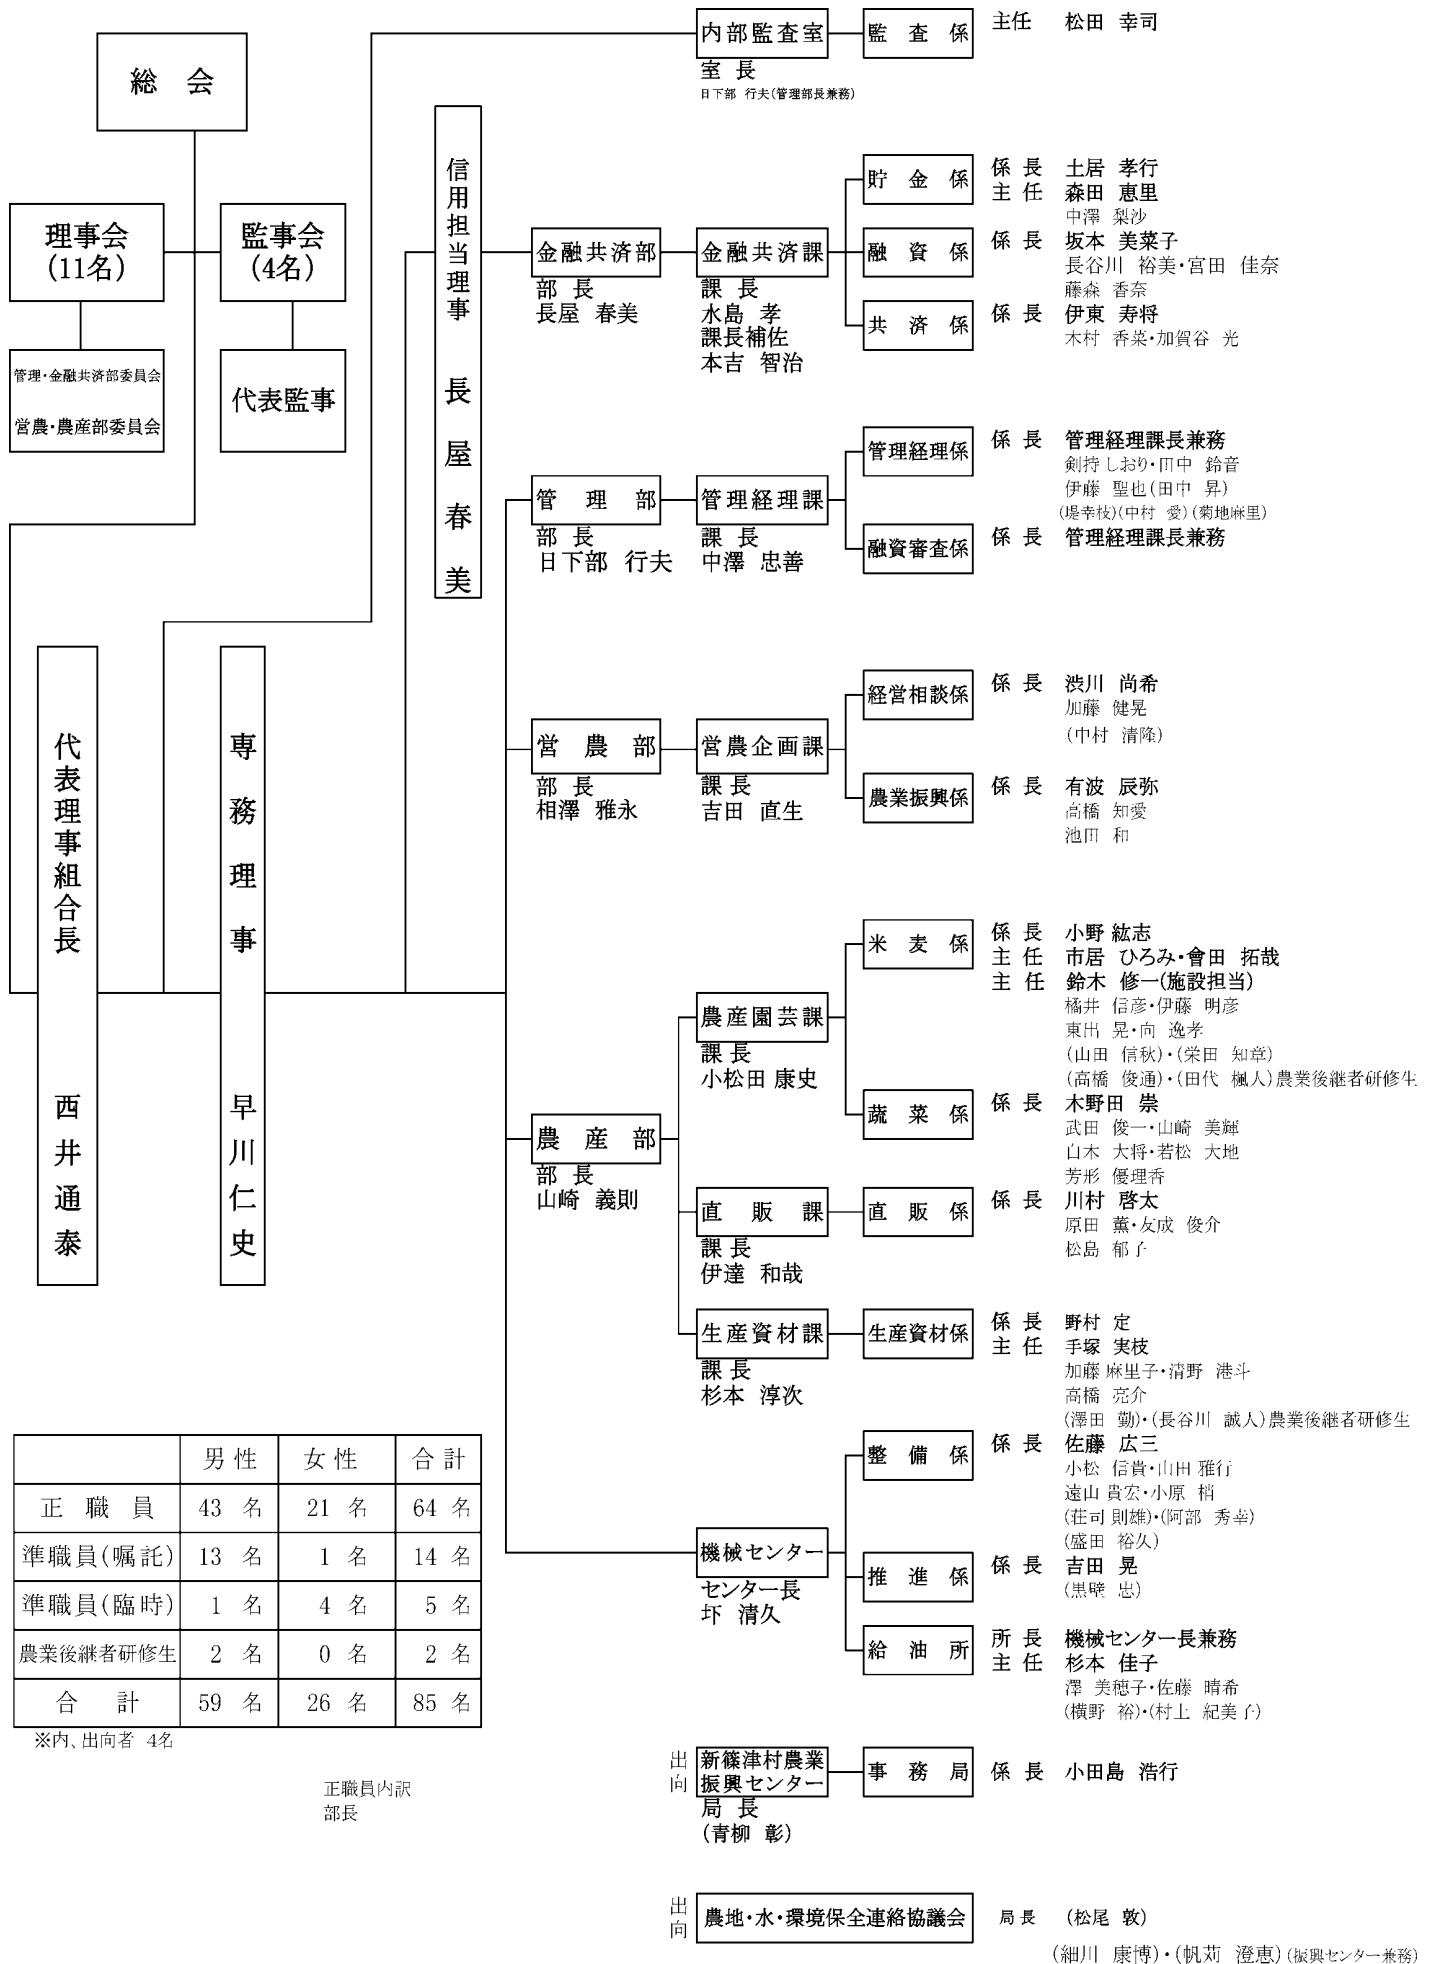 総　会
理事会
(11名)
監事会
(4名)
管理・金融共済部委員会
営農・農産部委員会
代表監事
代表理事組合長　西井通泰
専務理事　早川仁史
信用担当理事　長屋春美
内部監査室
室 長
日下部 行夫(管理部長兼務)
監 査 係
主任　松田 幸司
金融共済部
部 長
長屋 春美
金融共済課
課 長
水島 孝
課長補佐
本吉 智治
貯 金 係
係 長　土居 孝行
主 任　森田 恵里
中澤 梨沙
融 資 係
係 長　坂本 美菜子
長谷川 裕美・宮田 佳奈
藤森 香奈
共 済 係
係 長　伊東 寿将
木村 香菜・加賀谷 光
管 理 部
部 長
日下部 行夫
管理経理課
課 長
中澤 忠善
管理経理係
係 長　管理経理課長兼務
剣持 しおり・田中 鈴音
伊藤 聖也(田中 昇)
(堤幸枝)(中村 愛)(菊地麻里)
融資審査係
係 長　管理経理課長兼務
営 農 部
部 長
相澤 雅永
営農企画課
課 長
吉田 直生
経営相談係
係 長　渋川 尚希
加藤 健晃
(中村 清隆)
農業振興係
係 長　有波 辰弥
高橋 知愛
池田 和
農 産 部
部 長
山崎 義則
農産園芸課
課 長
小松田 康史
米 麦 係
係 長　小野 紘志
主 任　市居 ひろみ・會田 拓哉
主 任　鈴木 修一(施設担当)
橘井 信彦・伊藤 明彦
東出 晃・向 逸孝
(山田 信秋)・(栄田 知章)
(高橋 俊通)・(田代 楓人)農業後継者研修生
蔬 菜 係
係 長　木野田 崇
武田 俊一・山崎 美輝
白木 大将・若松 大地
芳形 優理香
直 販 課
課 長
伊達 和哉
直 販 係
係 長　川村 啓太
原田 薫・友成 俊介
松島 郁子
生産資材課
課 長
杉本 淳次
生産資材係
係 長　野村 定
主 任　手塚 実枝
加藤 麻里子・清野 港斗
高橋 亮介
(澤田 勤)・(長谷川 誠人)農業後継者研修生
機械センター
センター長
圷 清久
整 備 係
係 長　佐藤 広三
小松 信貴・山田 雅行
遠山 貴宏・小原 梢
(荘司 則雄)・(阿部 秀幸)
(盛田 裕久)
推 進 係
係 長　吉田 晃
(黒壁 忠)
給 油 所
所 長　機械センター長兼務
主 任　杉本 佳子
澤 美穂子・佐藤 晴希
(横野 裕)・(村上 紀美子)
出向
新篠津村農業
振興センター
局 長
(青柳 彰)
事 務 局
係 長　小田島 浩行
出向
農地・水・環境保全連絡協議会
局 長　(松尾 敦)
(細川 康博)・(帆苅 澄恵)(振興センター兼務)
男 性　女 性　合 計
正 職 員　43 名　21 名　64 名
準職員(嘱託)　13 名　1 名　14 名
準職員(臨時)　1 名　4 名　5 名
農業後継者研修生　2 名　0 名　2 名
合 計　59 名　26 名　85 名
※内、出向者 4名
正職員内訳
部長